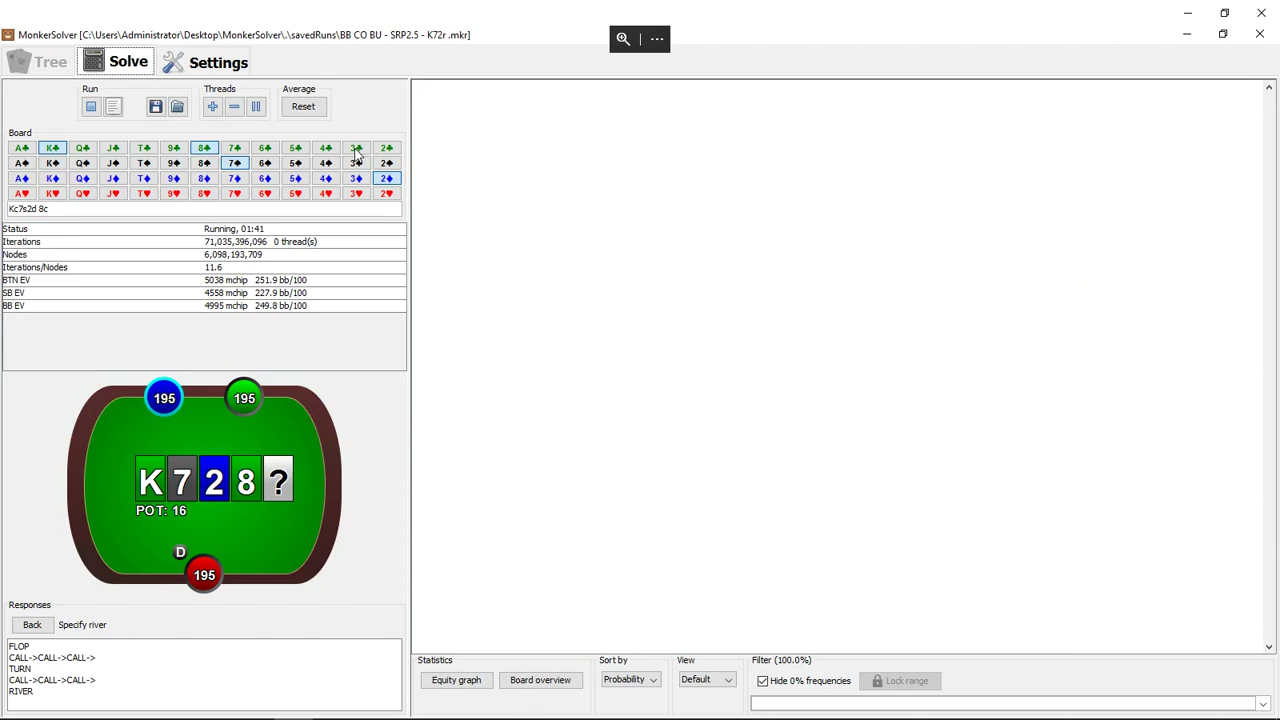 MonkerSolver [C:\Users\Administrator\Desktop\MonkerSolver\.\savedRuns\BB CO BU - SRP2.5 - K72r .mkr]
Tree Solve Settings
Run Threads Average
Reset
Board
A♣ K♣ Q♣ J♣ T♣ 9♣ 8♣ 7♣ 6♣ 5♣ 4♣ 3♣ 2♣
A♠ K♠ Q♠ J♠ T♠ 9♠ 8♠ 7♠ 6♠ 5♠ 4♠ 3♠ 2♠
A♦ K♦ Q♦ J♦ T♦ 9♦ 8♦ 7♦ 6♦ 5♦ 4♦ 3♦ 2♦
A♥ K♥ Q♥ J♥ T♥ 9♥ 8♥ 7♥ 6♥ 5♥ 4♥ 3♥ 2♥
Kc7s2d 8c
Status Running, 01:41
Iterations 71,035,396,096 0 thread(s)
Nodes 6,098,193,709
Iterations/Nodes 11.6
BTN EV 5038 mchip 251.9 bb/100
SB EV 4558 mchip 227.9 bb/100
BB EV 4995 mchip 249.8 bb/100
195 195
K 7 2 8 ?
POT: 16
D
195
Responses
Back Specify river
FLOP
CALL->CALL->CALL->
TURN
CALL->CALL->CALL->
RIVER
Statistics Sort by View Filter (100.0%)
Equity graph Board overview Probability Default Hide 0% frequencies Lock range